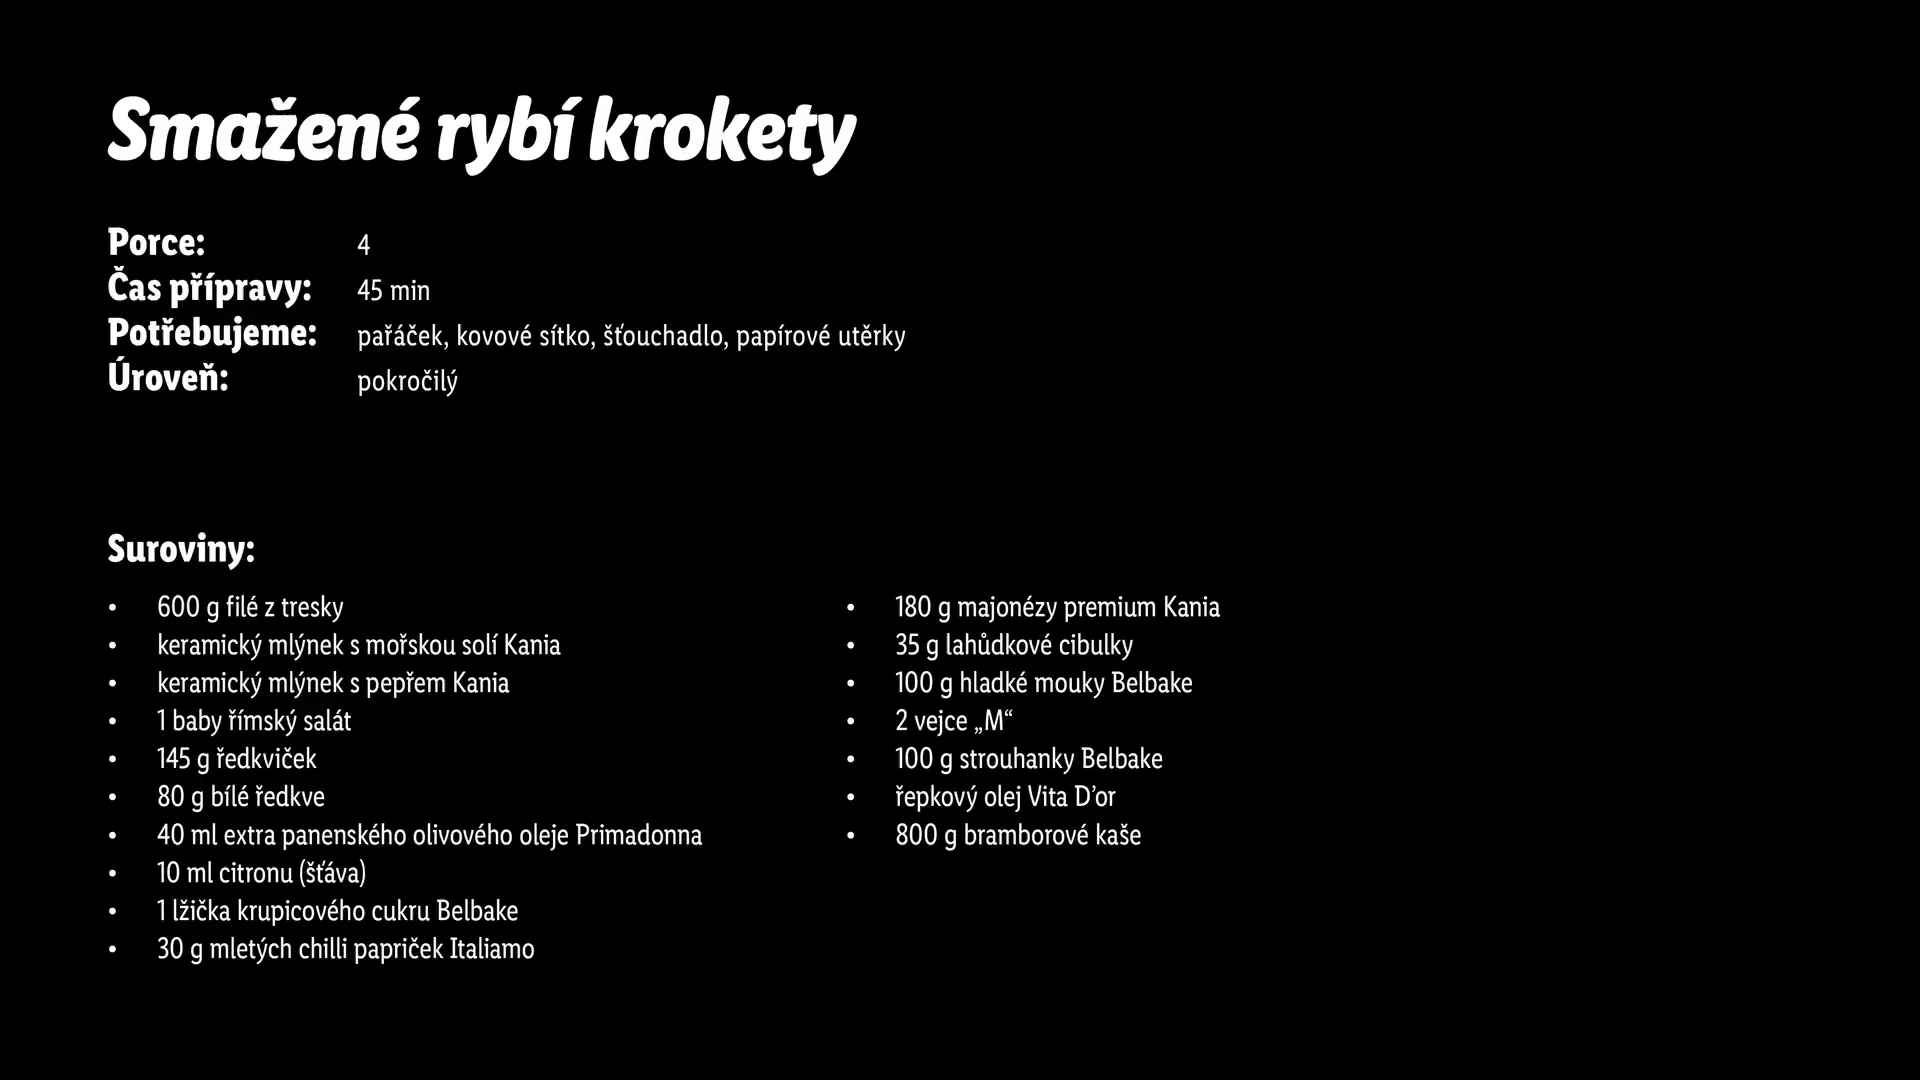 Smažené rybí krokety
Porce: 4
Čas přípravy: 45 min
Potřebujeme: pařáček, kovové sítko, šťouchadlo, papírové utěrky
Úroveň: pokročilý
Suroviny:
• 600 g filé z tresky
• keramický mlýnek s mořskou solí Kania
• keramický mlýnek s pepřem Kania
• 1 baby římský salát
• 145 g ředkviček
• 80 g bílé ředkve
• 40 ml extra panenského olivového oleje Primadonna
• 10 ml citronu (šťáva)
• 1 lžička krupicového cukru Belbake
• 30 g mletých chilli papriček Italiamo
• 180 g majonézy premium Kania
• 35 g lahůdkové cibulky
• 100 g hladké mouky Belbake
• 2 vejce „M“
• 100 g strouhanky Belbake
• řepkový olej Vita D’or
• 800 g bramborové kaše